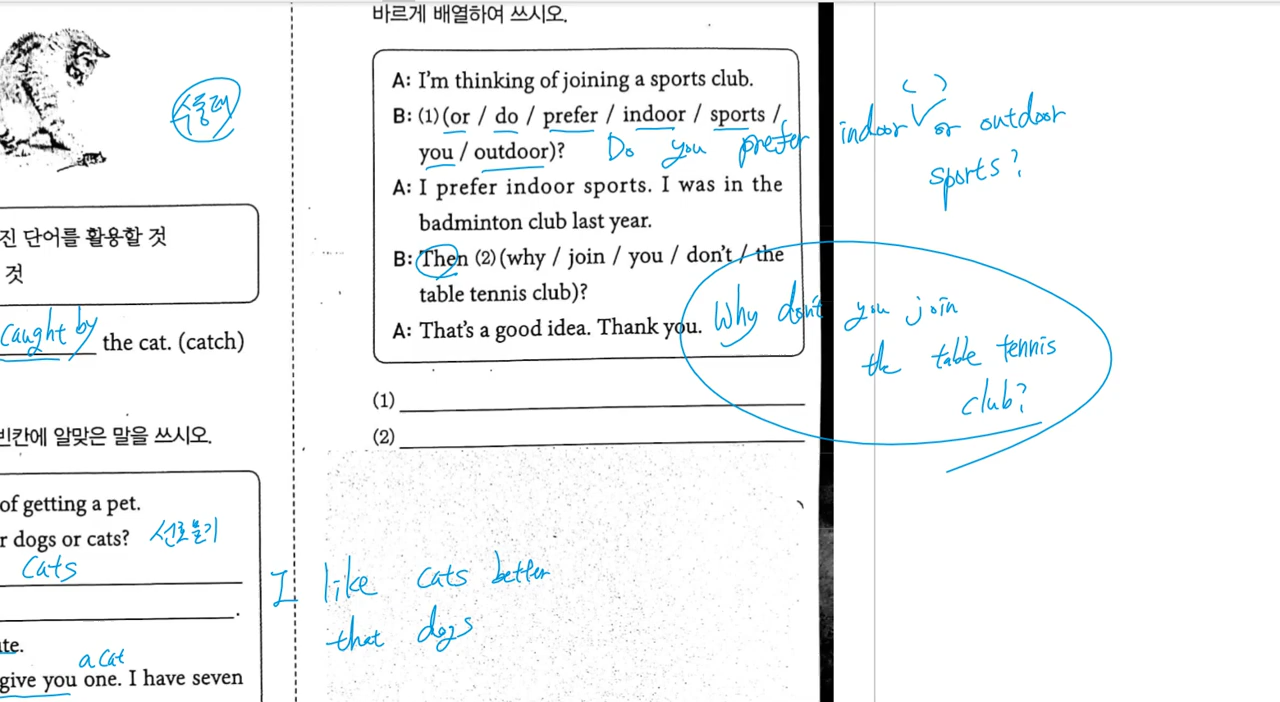 수동태
진 단어를 활용할 것
것
caught by the cat. (catch)
빈칸에 알맞은 말을 쓰시오.
of getting a pet.
r dogs or cats? 선호묻기
cats
.
ute.
a cat
give you one. I have seven
바르게 배열하여 쓰시오.
A: I'm thinking of joining a sports club.
B: (1)(or / do / prefer / indoor / sports /
you / outdoor)?
Do you prefer indoor or outdoor
( )
sports?
A: I prefer indoor sports. I was in the
badminton club last year.
B: Then (2)(why / join / you / don't / the
table tennis club)?
A: That's a good idea. Thank you.
Why don't you join
the table tennis
club?
(1)
(2)
I like cats better
that dogs